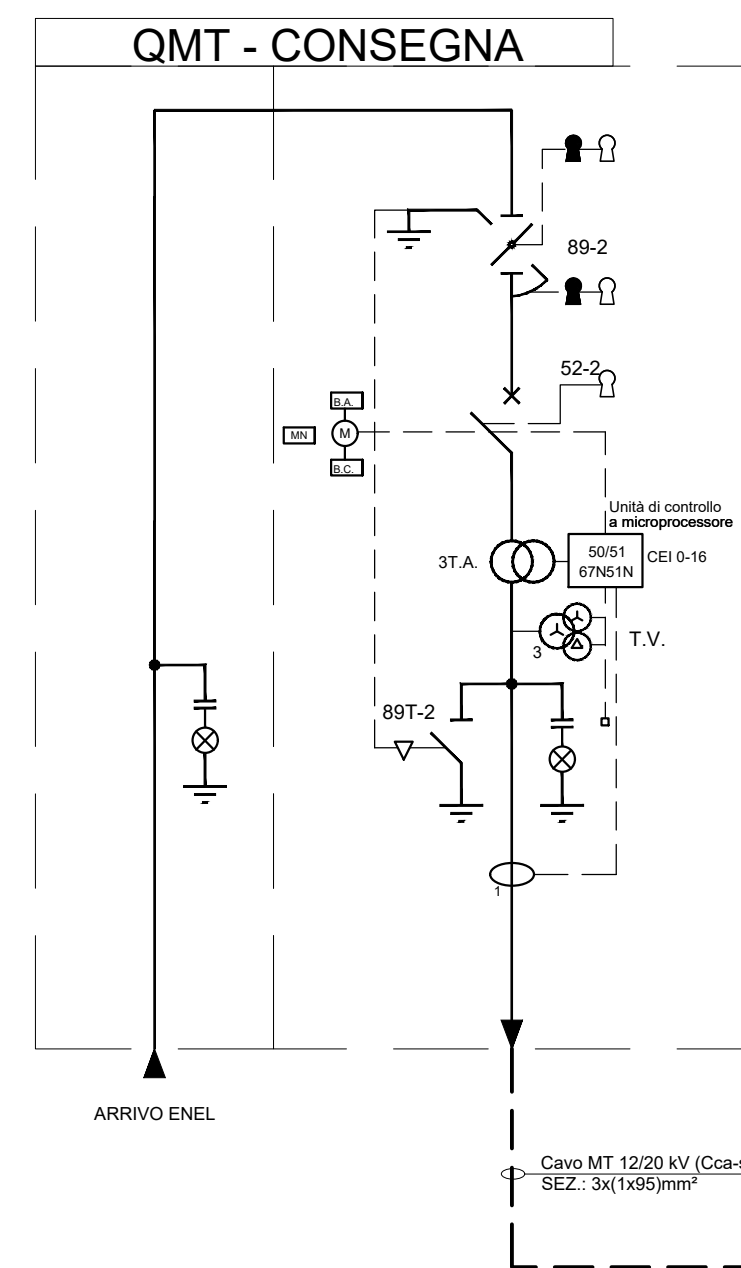 QMT - CONSEGNA
89-2
52-2
B.A.
MN
M
B.C.
Unità di controllo
a microprocessore
3T.A.
50/51
67N51N
CEI 0-16
3
T.V.
89T-2
1
ARRIVO ENEL
Cavo MT 12/20 kV (Cca-s
SEZ.: 3x(1x95)mm²